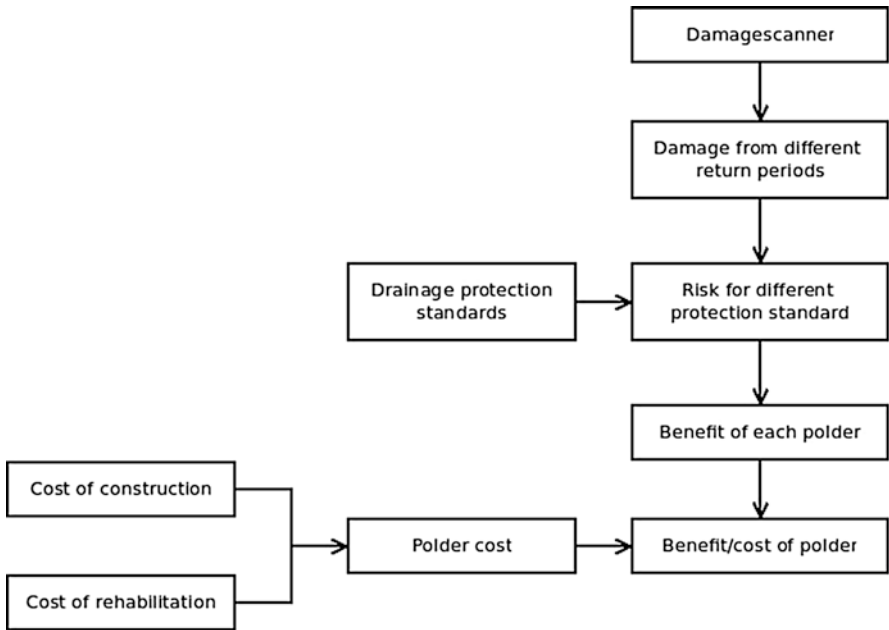 Damagescanner
Damage from different
return periods
Drainage protection
standards
Risk for different
protection standard
Benefit of each polder
Cost of construction
Polder cost
Benefit/cost of polder
Cost of rehabilitation